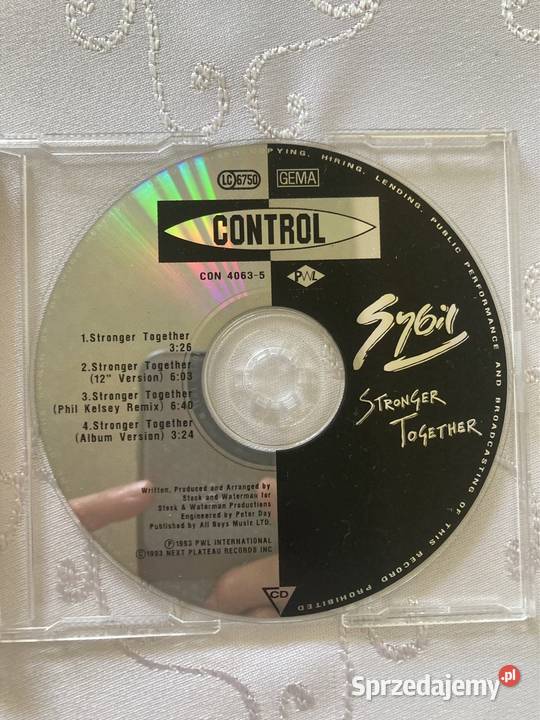 COPYING, HIRING, LENDING, PUBLIC PERFORMANCE AND BROADCASTING OF THIS RECORD PROHIBITED
LC 6750 GEMA
CONTROL
CON 4063-5 PWL
Sybil
STRONGER
TOGETHER
1.Stronger Together
3:26
2.Stronger Together
(12" Version) 6:03
3.Stronger Together
(Phil Kelsey Remix) 6:40
4.Stronger Together
(Album Version) 3:24
Written, Produced and Arranged by
Stock and Waterman for
Stock & Waterman Productions
Engineered by Peter Day
Published by All Boys Music LTD.
Ⓟ 1993 PWL INTERNATIONAL
© 1993 NEXT PLATEAU RECORDS INC
CD
Sprzedajemy.pl